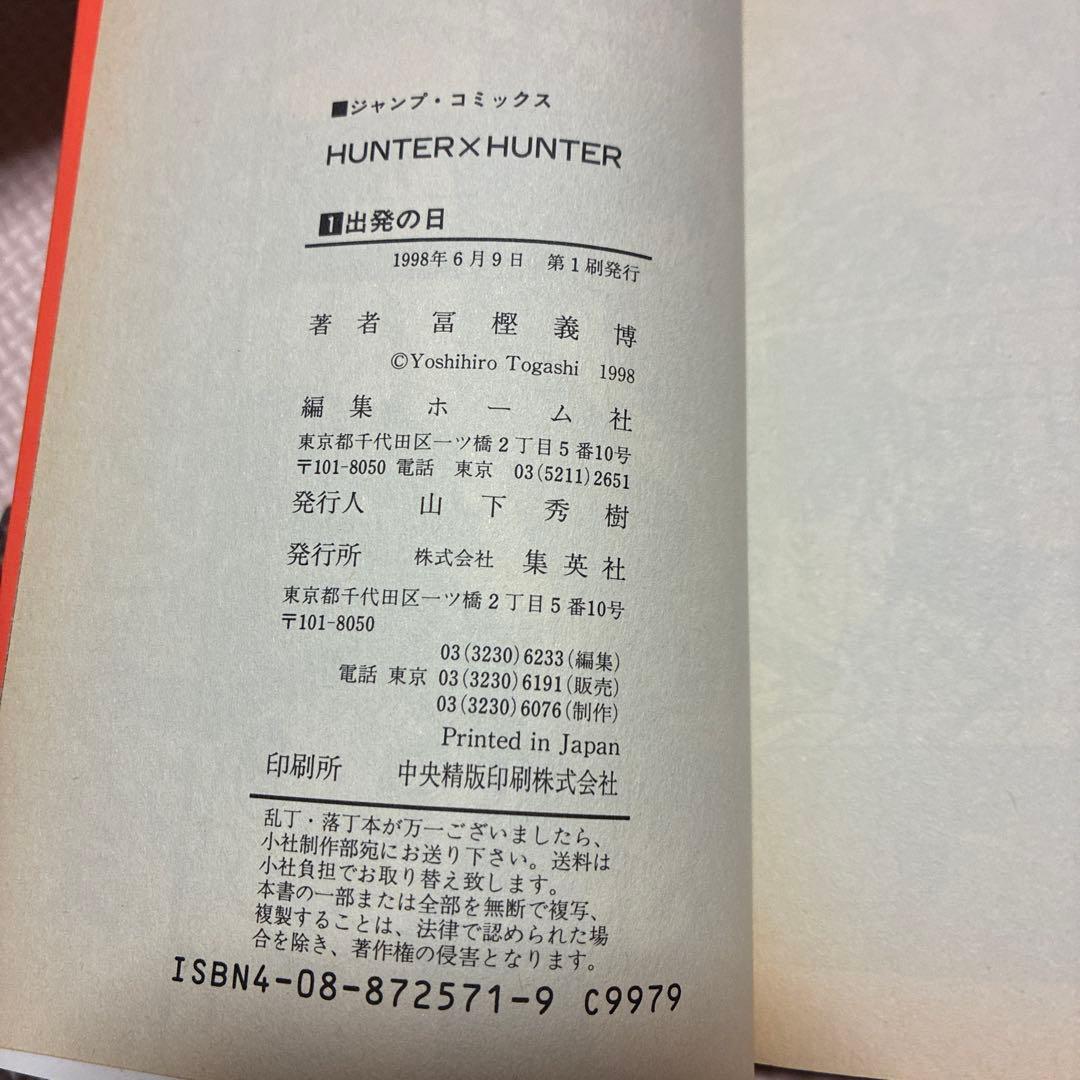 ■ジャンプ・コミックス
HUNTER×HUNTER
1出発の日
1998年6月9日 第1刷発行
著者 冨樫義博
©Yoshihiro Togashi 1998
編集 ホーム社
東京都千代田区一ツ橋2丁目5番10号
〒101-8050 電話 東京 03(5211)2651
発行人 山下秀樹
発行所 株式会社 集英社
東京都千代田区一ツ橋2丁目5番10号
〒101-8050
03(3230)6233(編集)
電話 東京 03(3230)6191(販売)
03(3230)6076(制作)
Printed in Japan
印刷所 中央精版印刷株式会社
乱丁・落丁本が万一ございましたら、
小社制作部宛にお送り下さい。送料は
小社負担でお取り替え致します。
本書の一部または全部を無断で複写、
複製することは、法律で認められた場
合を除き、著作権の侵害となります。
ISBN4-08-872571-9 C9979